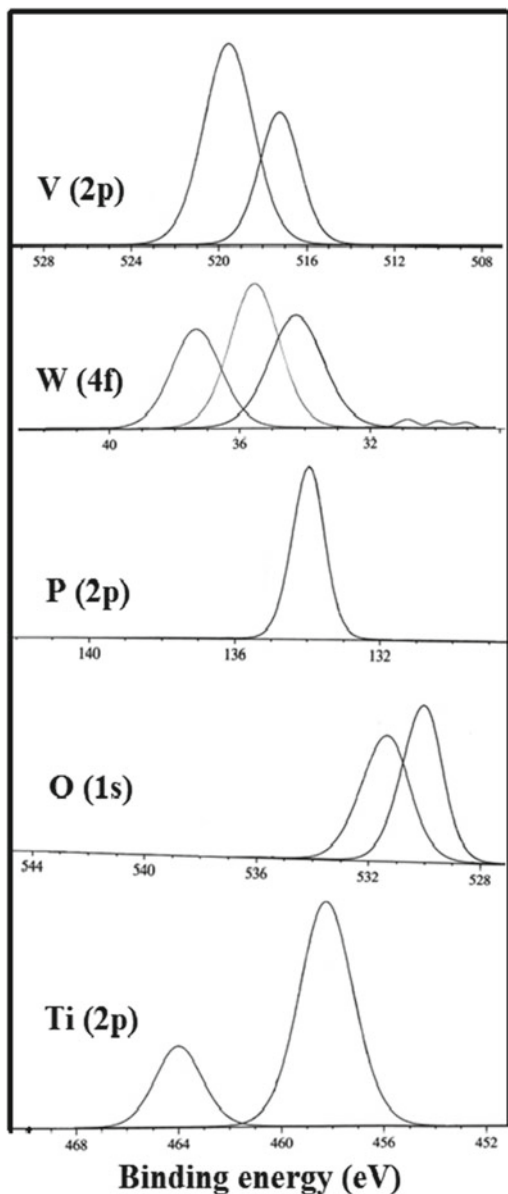 V (2p)
528 524 520 516 512 508
W (4f)
40 36 32
P (2p)
140 136 132
O (1s)
544 540 536 532 528
Ti (2p)
468 464 460 456 452
Binding energy (eV)